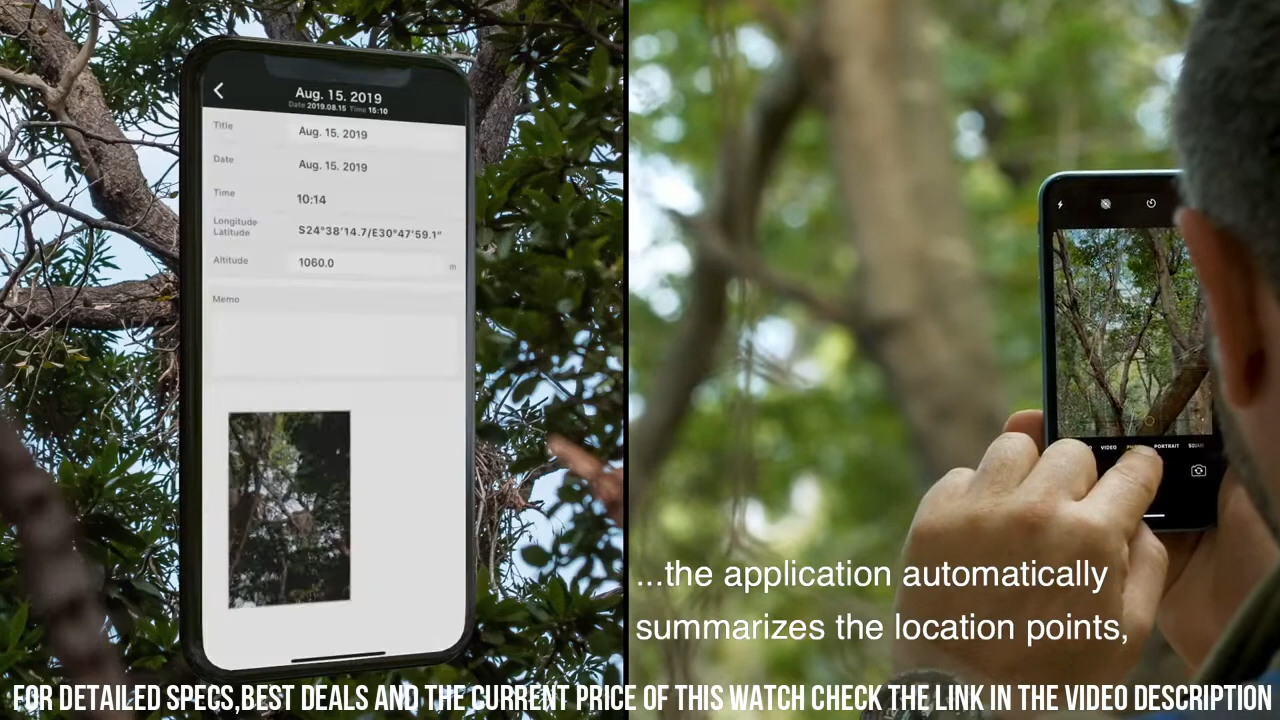 Aug. 15, 2019
Date 2019.08.15 Time 15:10
Title Aug. 15, 2019
Date Aug. 15, 2019
Time 10:14
Longitude
Latitude S24°38'14.7/E30°47'59.1"
Altitude 1060.0 m
Memo
VIDEO PORTRAIT
...the application automatically
summarizes the location points,
FOR DETAILED SPECS,BEST DEALS AND THE CURRENT PRICE OF THIS WATCH CHECK THE LINK IN THE VIDEO DESCRIPTION